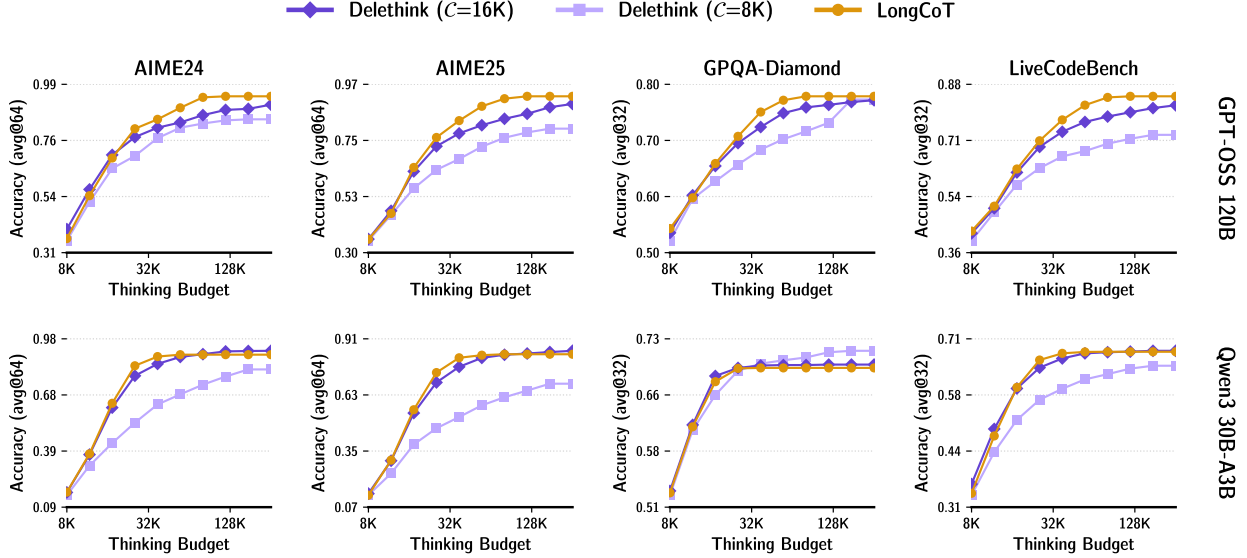 Delethink (C=16K) Delethink (C=8K) LongCoT
AIME24 AIME25 GPQA-Diamond LiveCodeBench
Accuracy (avg@64)
0.99
0.76
0.54
0.31
8K 32K 128K
Thinking Budget
Accuracy (avg@64)
0.97
0.75
0.53
0.30
8K 32K 128K
Thinking Budget
Accuracy (avg@32)
0.80
0.70
0.60
0.50
8K 32K 128K
Thinking Budget
Accuracy (avg@32)
0.88
0.71
0.54
0.36
8K 32K 128K
Thinking Budget
GPT-OSS 120B
Accuracy (avg@64)
0.98
0.68
0.39
0.09
8K 32K 128K
Thinking Budget
Accuracy (avg@64)
0.91
0.63
0.35
0.07
8K 32K 128K
Thinking Budget
Accuracy (avg@32)
0.73
0.66
0.58
0.51
8K 32K 128K
Thinking Budget
Accuracy (avg@32)
0.71
0.58
0.44
0.31
8K 32K 128K
Thinking Budget
Qwen3 30B-A3B